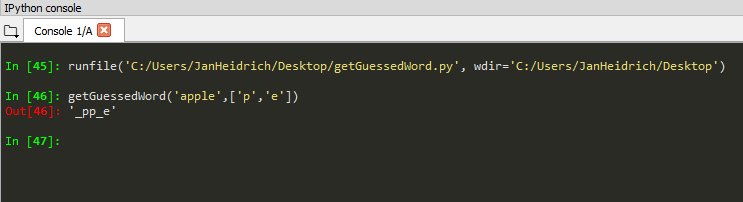 IPython console
Console 1/A
In [45]: runfile('C:/Users/JanHeidrich/Desktop/getGuessedWord.py', wdir='C:/Users/JanHeidrich/Desktop')
In [46]: getGuessedWord('apple',['p','e'])
Out[46]: '_pp_e'
In [47]: